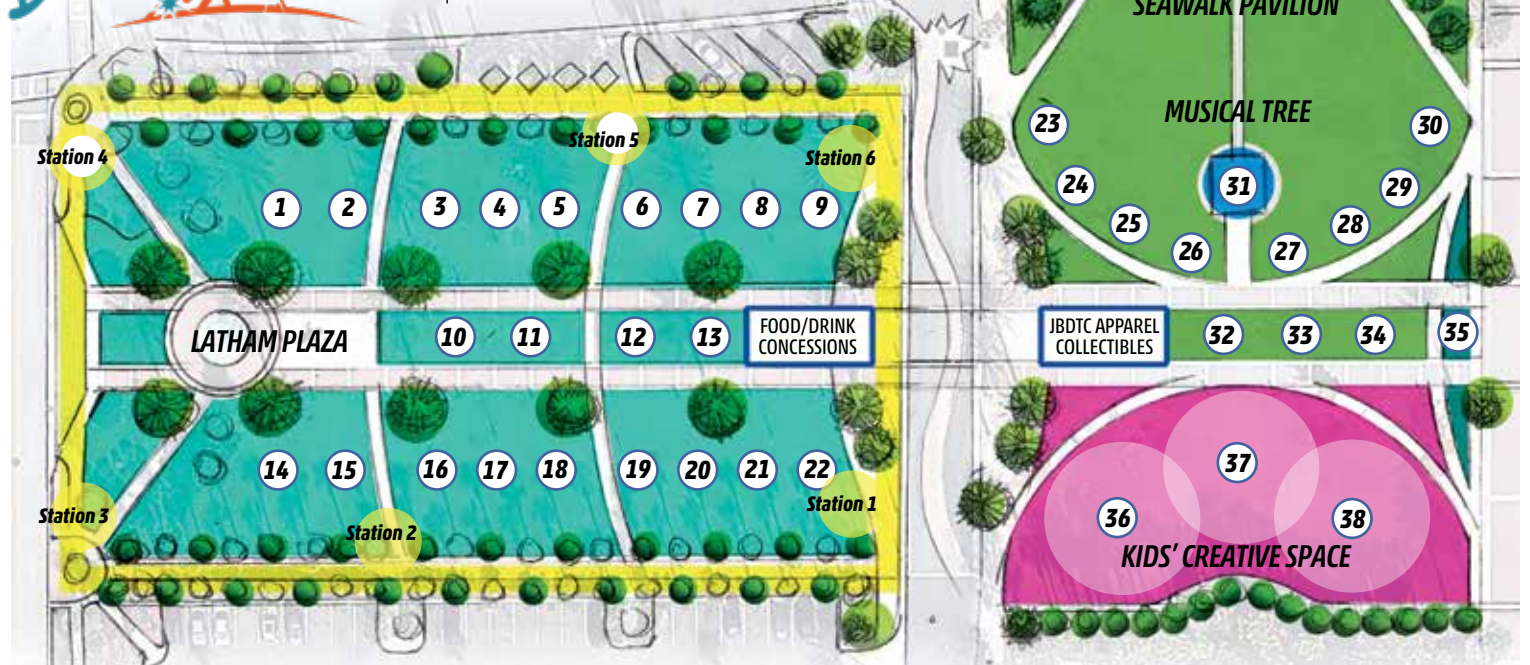 SEAWALK PAVILION
MUSICAL TREE
23
30
Station 4
Station 5
Station 6
24
31
29
1
2
3
4
5
6
7
8
9
25
28
26
27
LATHAM PLAZA
10
11
12
13
FOOD/DRINK
CONCESSIONS
JBDTC APPAREL
COLLECTIBLES
32
33
34
35
14
15
16
17
18
19
20
21
22
37
Station 3
Station 2
Station 1
36
38
KIDS’ CREATIVE SPACE